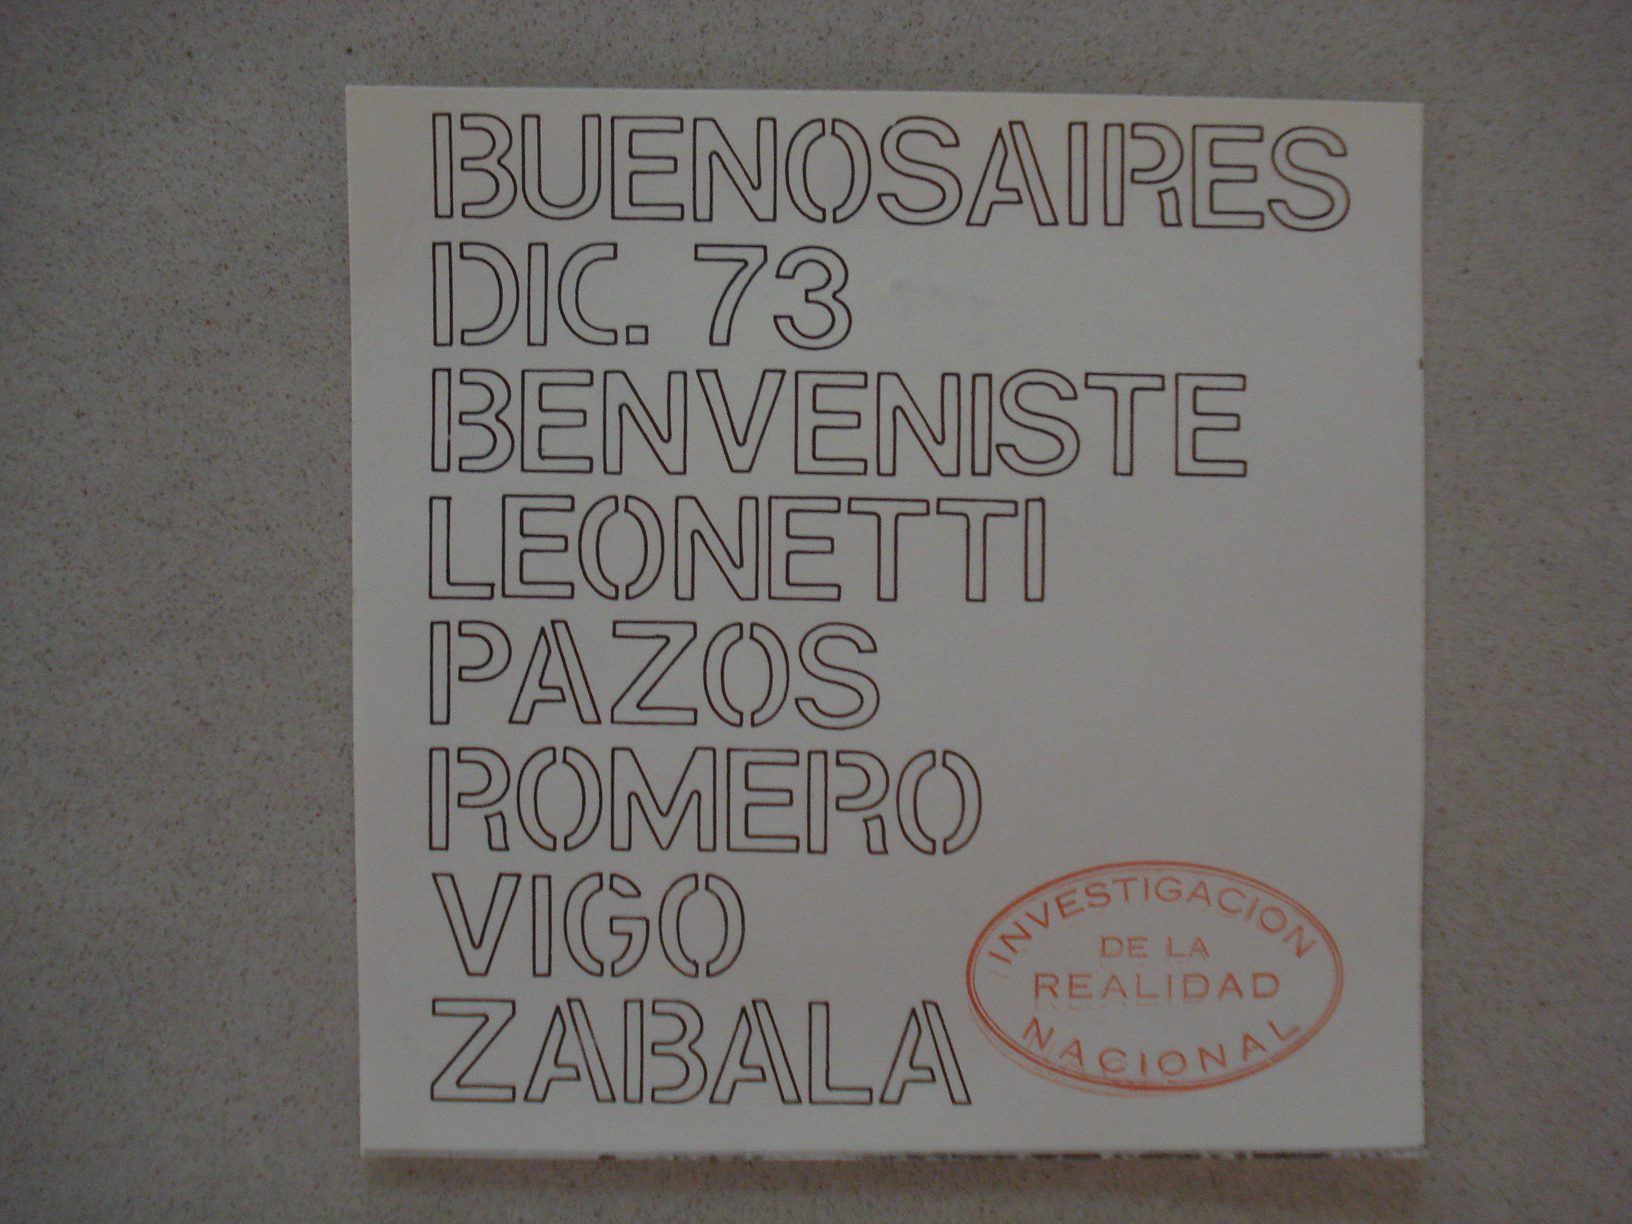 BUENOSAIRES
DIC. 73
BENVENISTE
LEONETTI
PAZOS
ROMERO
VIGO
ZABALA
INVESTIGACION
DE LA
REALIDAD
NACIONAL